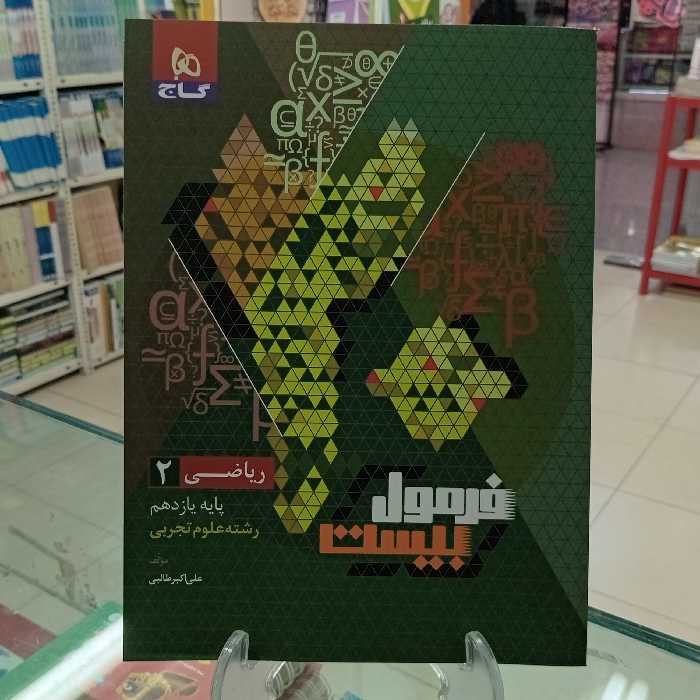 گاج
ریاضی ۲
پایه یازدهم
رشته علوم تجربی
مؤلف
علی‌اکبر طالبی
فرمول
بیست